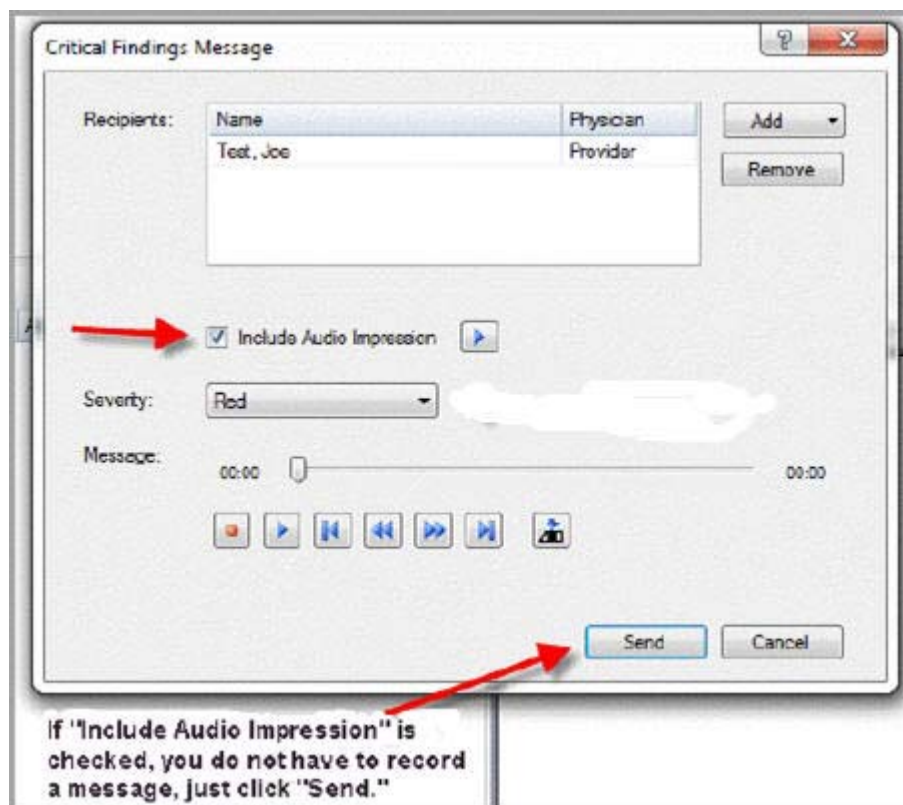 Critical Findings Message
Recipients: Name Physician Add
Test, Joe Provider Remove
Include Audio Impression
Severity: Red
Message: 00:00 00:00
Send Cancel
If "Include Audio Impression" is
checked, you do not have to record
a message, just click "Send."